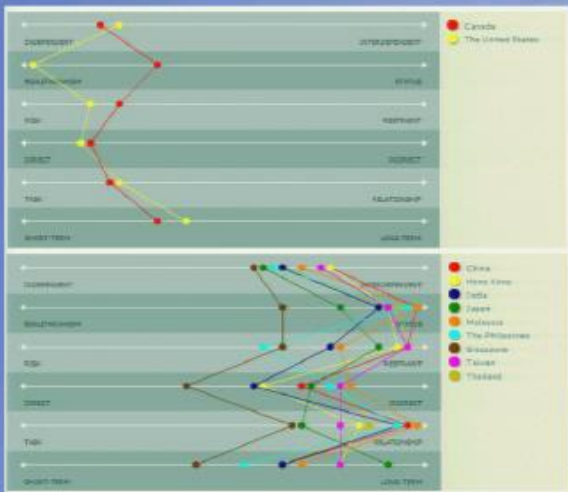 Canada
The United States
INDEPENDENT INTERDEPENDENT
EGALITARIANISM STATUS
RISK RESTRAINT
DIRECT INDIRECT
TASK RELATIONSHIP
SHORT-TERM LONG-TERM
China
Hong Kong
India
Japan
Malaysia
The Philippines
Singapore
Taiwan
Thailand
INDEPENDENT INTERDEPENDENT
EGALITARIANISM STATUS
RISK RESTRAINT
DIRECT INDIRECT
TASK RELATIONSHIP
SHORT-TERM LONG-TERM